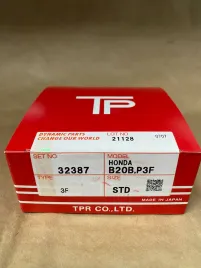 TP
DYNAMIC PARTS
CHANGE OUR WORLD
LOT NO
21128
SET NO
32387
MODEL
HONDA
B20B,P3F
TYPE
3F
SIZE
STD
MADE IN JAPAN
TPR CO.,LTD.